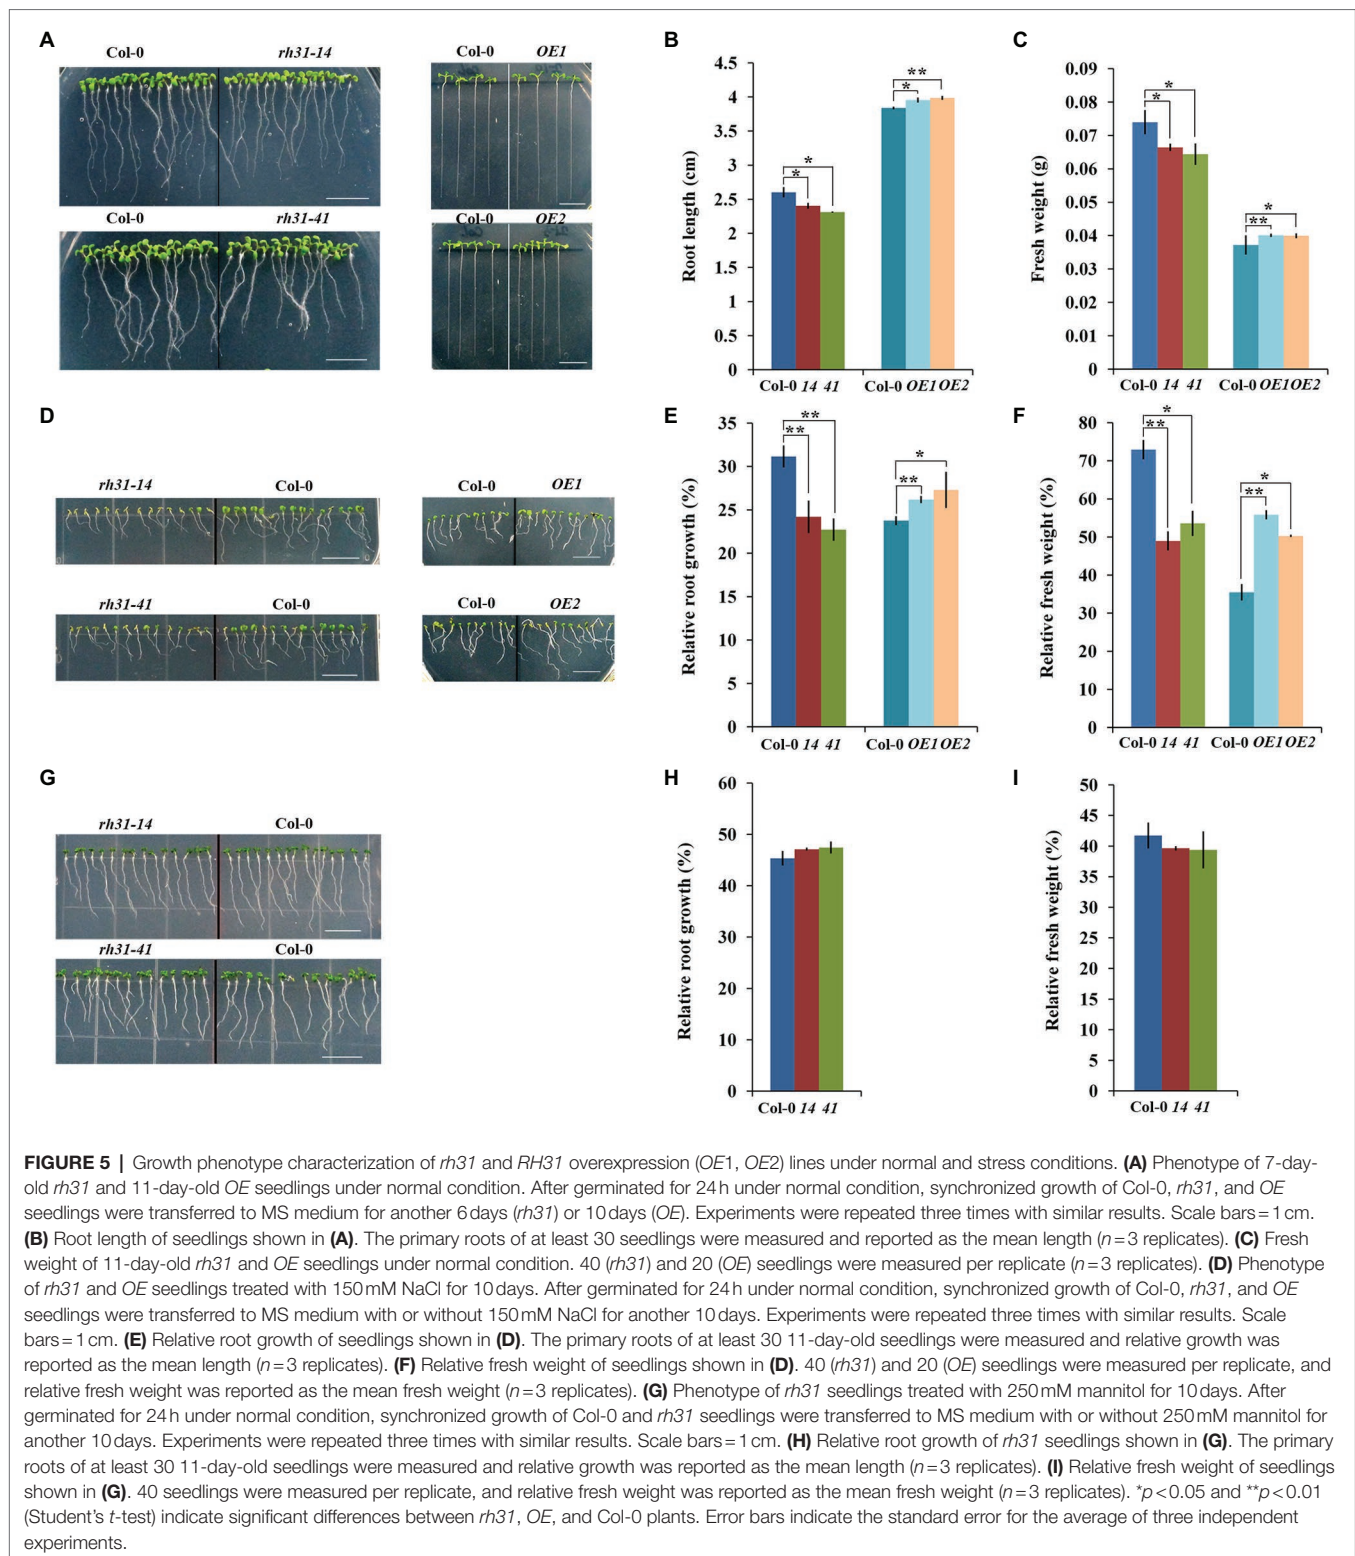 A
Col-0 rh31-14
Col-0 OE1
Col-0 rh31-41
Col-0 OE2
B
Root length (cm)
4.5
4
3.5
3
2.5
2
1.5
1
0.5
0
* * * **
Col-0 14 41 Col-0 OE1 OE2
C
Fresh weight (g)
0.09
0.08
0.07
0.06
0.05
0.04
0.03
0.02
0.01
0
* * ** *
Col-0 14 41 Col-0 OE1 OE2
D
rh31-14 Col-0
Col-0 OE1
rh31-41 Col-0
Col-0 OE2
E
Relative root growth (%)
35
30
25
20
15
10
5
0
** ** ** *
Col-0 14 41 Col-0 OE1 OE2
F
Relative fresh weight (%)
80
70
60
50
40
30
20
10
0
** * ** *
Col-0 14 41 Col-0 OE1 OE2
G
rh31-14 Col-0
rh31-41 Col-0
H
Relative root growth (%)
60
50
40
30
20
10
0
Col-0 14 41
I
Relative fresh weight (%)
50
45
40
35
30
25
20
15
10
5
0
Col-0 14 41
FIGURE 5 | Growth phenotype characterization of rh31 and RH31 overexpression (OE1, OE2) lines under normal and stress conditions. (A) Phenotype of 7-day-
old rh31 and 11-day-old OE seedlings under normal condition. After germinated for 24 h under normal condition, synchronized growth of Col-0, rh31, and OE
seedlings were transferred to MS medium for another 6 days (rh31) or 10 days (OE). Experiments were repeated three times with similar results. Scale bars = 1 cm.
(B) Root length of seedlings shown in (A). The primary roots of at least 30 seedlings were measured and reported as the mean length (n = 3 replicates). (C) Fresh
weight of 11-day-old rh31 and OE seedlings under normal condition. 40 (rh31) and 20 (OE) seedlings were measured per replicate (n = 3 replicates). (D) Phenotype
of rh31 and OE seedlings treated with 150 mM NaCl for 10 days. After germinated for 24 h under normal condition, synchronized growth of Col-0, rh31, and OE
seedlings were transferred to MS medium with or without 150 mM NaCl for another 10 days. Experiments were repeated three times with similar results. Scale
bars = 1 cm. (E) Relative root growth of seedlings shown in (D). The primary roots of at least 30 11-day-old seedlings were measured and relative growth was
reported as the mean length (n = 3 replicates). (F) Relative fresh weight of seedlings shown in (D). 40 (rh31) and 20 (OE) seedlings were measured per replicate, and
relative fresh weight was reported as the mean fresh weight (n = 3 replicates). (G) Phenotype of rh31 seedlings treated with 250 mM mannitol for 10 days. After
germinated for 24 h under normal condition, synchronized growth of Col-0 and rh31 seedlings were transferred to MS medium with or without 250 mM mannitol for
another 10 days. Experiments were repeated three times with similar results. Scale bars = 1 cm. (H) Relative root growth of rh31 seedlings shown in (G). The primary
roots of at least 30 11-day-old seedlings were measured and relative growth was reported as the mean length (n = 3 replicates). (I) Relative fresh weight of seedlings
shown in (G). 40 seedlings were measured per replicate, and relative fresh weight was reported as the mean fresh weight (n = 3 replicates). *p < 0.05 and **p < 0.01
(Student's t-test) indicate significant differences between rh31, OE, and Col-0 plants. Error bars indicate the standard error for the average of three independent
experiments.